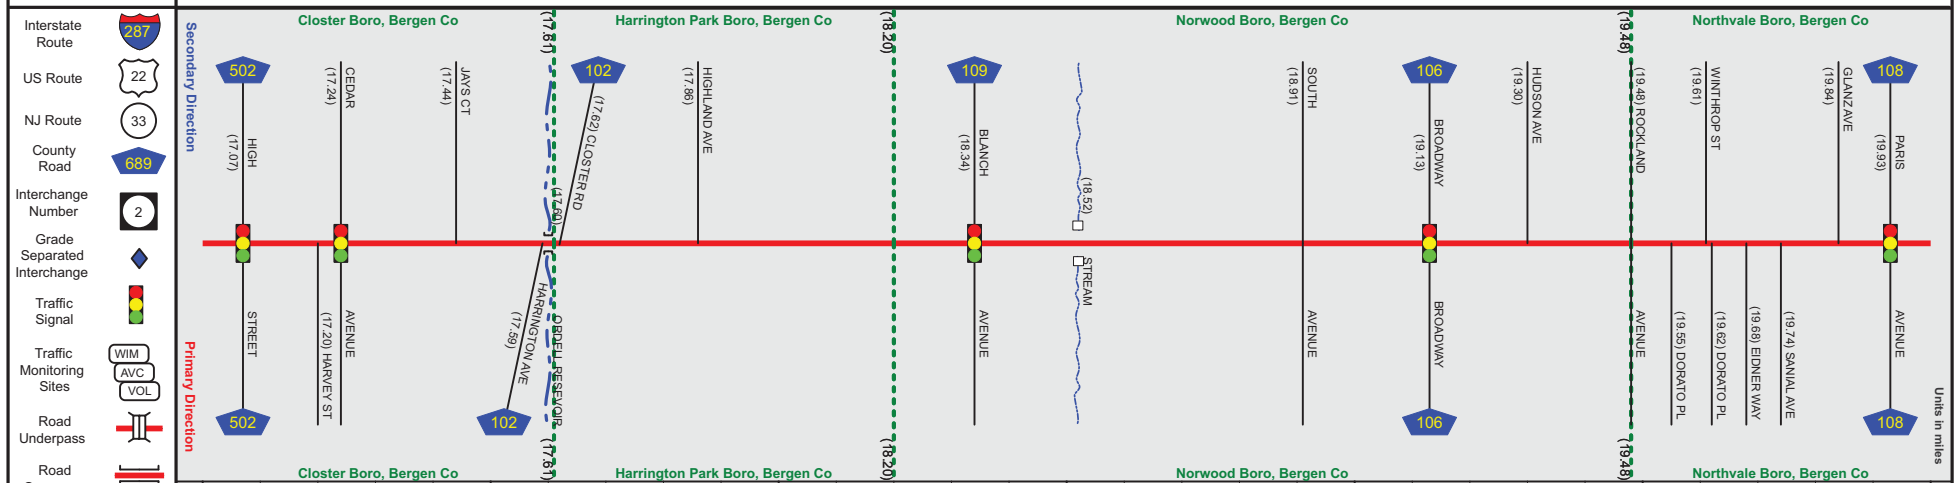 Interstate
Route
287
US Route
22
NJ Route
33
County
Road
689
Interchange
Number
2
Grade
Separated
Interchange
Traffic
Signal
Traffic
Monitoring
Sites
WIM
AVC
VOL
Road
Underpass
Road
Secondary Direction
Primary Direction
Closter Boro, Bergen Co
(17.61)
Harrington Park Boro, Bergen Co
(18.20)
Norwood Boro, Bergen Co
(19.48)
Northvale Boro, Bergen Co
502
HIGH
(17.07)
STREET
502
(17.20) HARVEY ST
CEDAR
(17.24)
AVENUE
JAYS CT
(17.44)
HARRINGTON AVE
(17.59)
102
(17.60)
ORDELL RESEVOIR
102
(17.62) CLOSTER RD
HIGHLAND AVE
(17.86)
109
BLANCH
(18.34)
AVENUE
(18.52)
STREAM
SOUTH
(18.91)
AVENUE
106
BROADWAY
(19.13)
BROADWAY
106
HUDSON AVE
(19.30)
(19.48) ROCKLAND
AVENUE
(19.55) DORATO PL
WINTHROP ST
(19.61)
(19.62) DORATO PL
(19.68) EIDNER WAY
(19.74) SANIAL AVE
GLANZ AVE
(19.84)
108
PARIS
(19.93)
AVENUE
108
Units in miles
Closter Boro, Bergen Co
(17.61)
Harrington Park Boro, Bergen Co
(18.20)
Norwood Boro, Bergen Co
(19.48)
Northvale Boro, Bergen Co